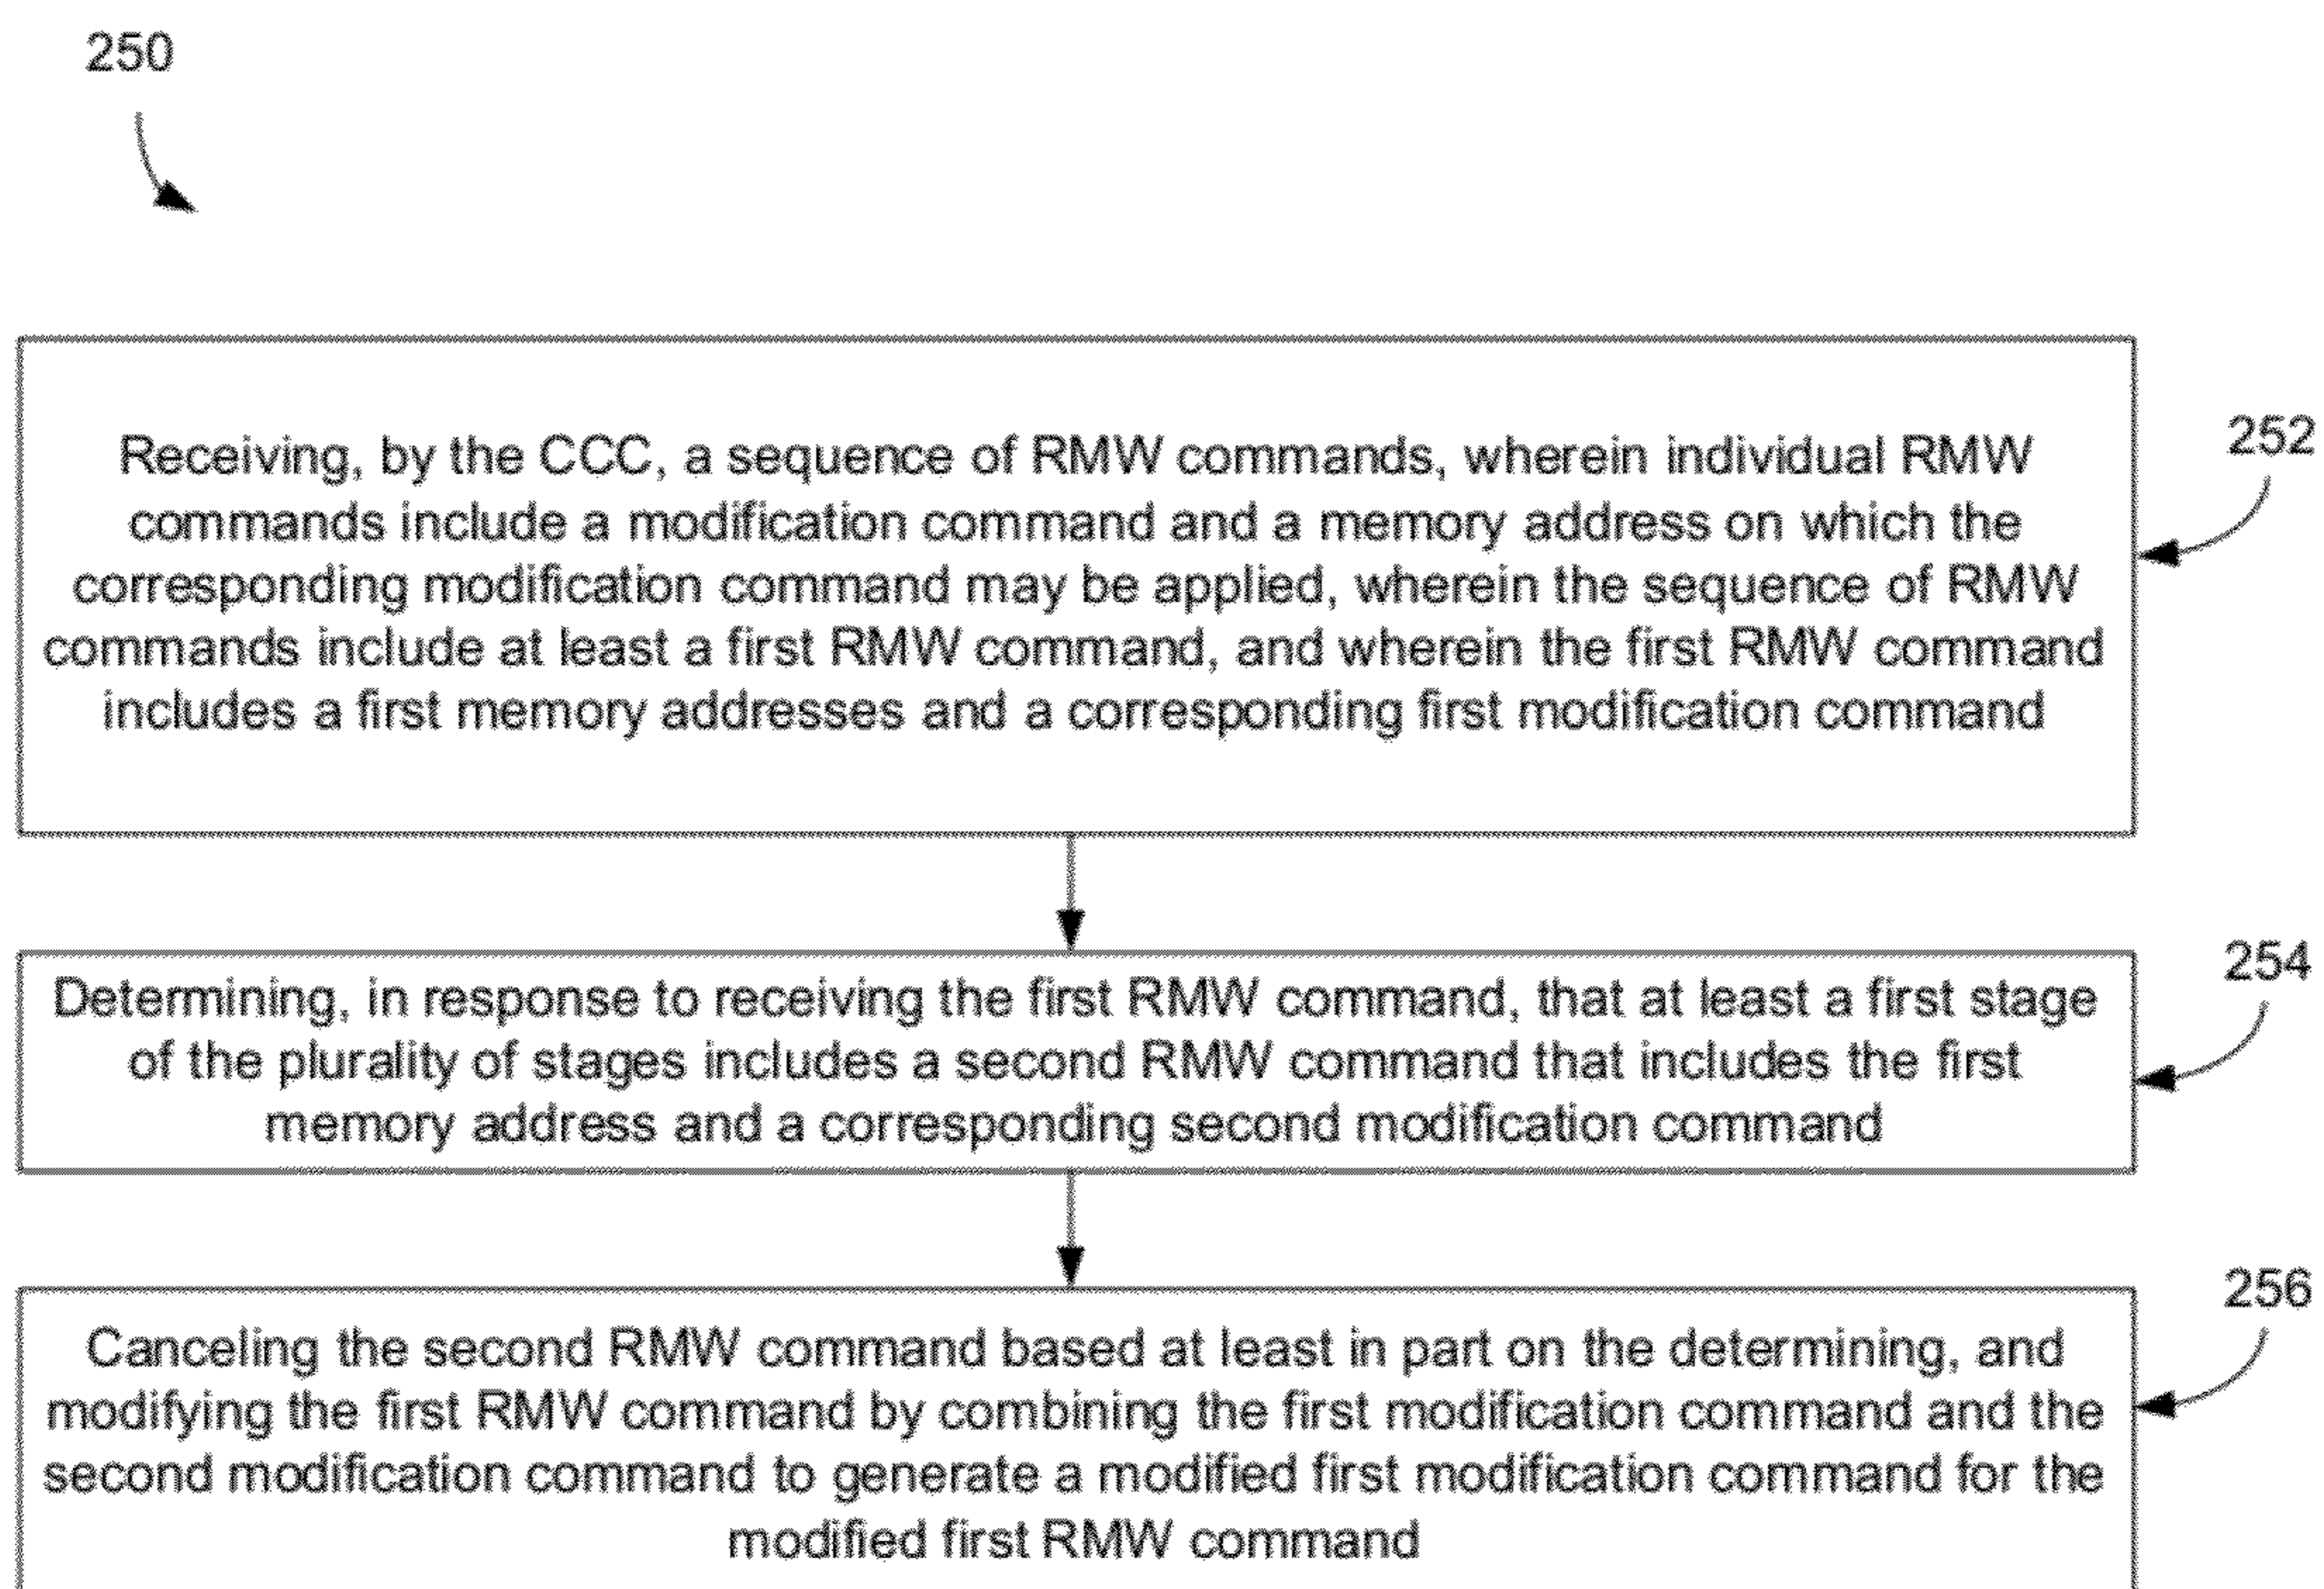 250
Receiving, by the CCC, a sequence of RMW commands, wherein individual RMW
commands include a modification command and a memory address on which the
corresponding modification command may be applied, wherein the sequence of RMW
commands include at least a first RMW command, and wherein the first RMW command
includes a first memory addresses and a corresponding first modification command
252
Determining, in response to receiving the first RMW command, that at least a first stage
of the plurality of stages includes a second RMW command that includes the first
memory address and a corresponding second modification command
254
Canceling the second RMW command based at least in part on the determining, and
modifying the first RMW command by combining the first modification command and the
second modification command to generate a modified first modification command for the
modified first RMW command
256